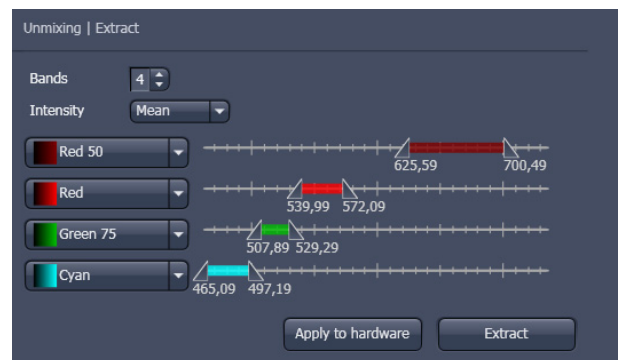 Unmixing | Extract
Bands 4
Intensity Mean
Red 50
625,59 700,49
Red
539,99 572,09
Green 75
507,89 529,29
Cyan
465,09 497,19
Apply to hardware Extract